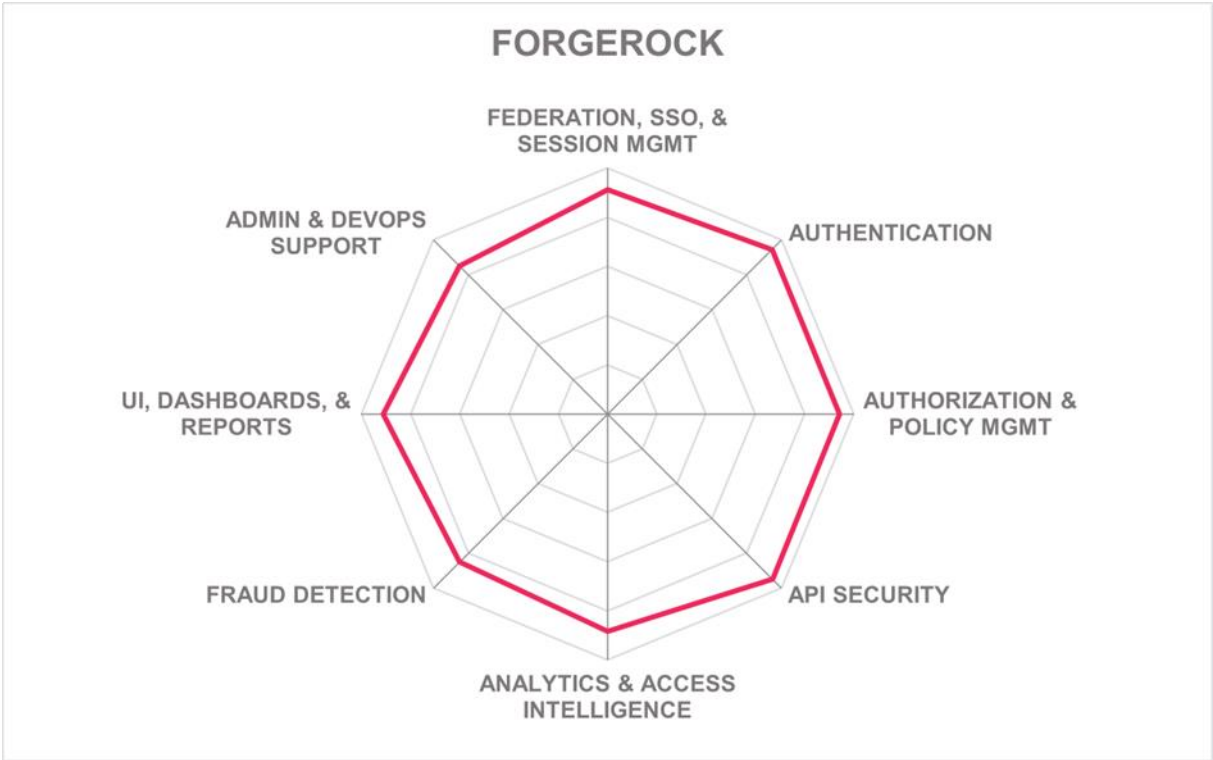 FORGEROCK
FEDERATION, SSO, &
SESSION MGMT
AUTHENTICATION
AUTHORIZATION &
POLICY MGMT
API SECURITY
ANALYTICS & ACCESS
INTELLIGENCE
FRAUD DETECTION
UI, DASHBOARDS, &
REPORTS
ADMIN & DEVOPS
SUPPORT